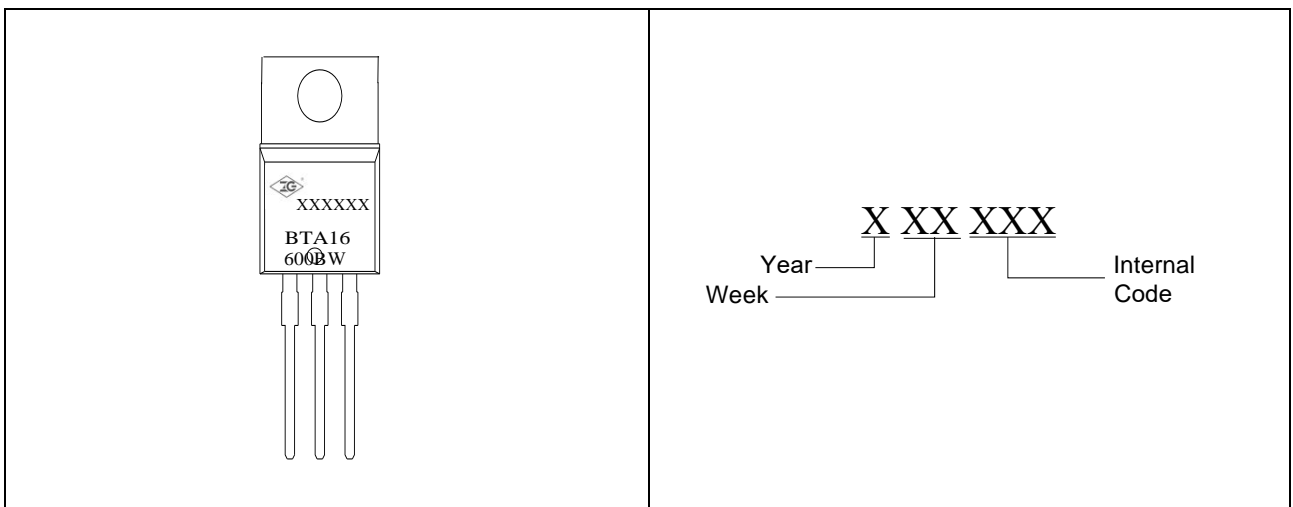 XXXXXX
BTA16
600BW
X XX XXX
Year
Week
Internal
Code